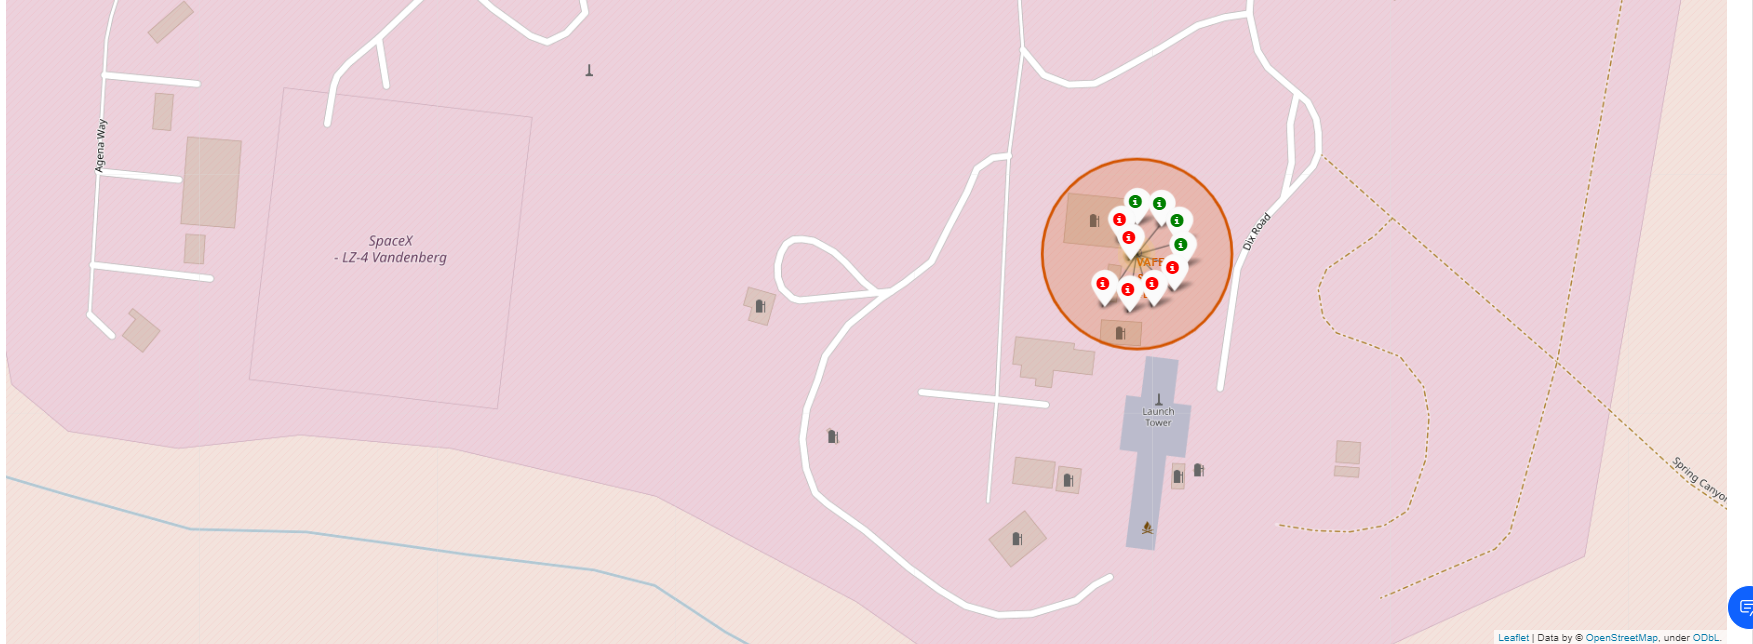 Agena Way
SpaceX
- LZ-4 Vandenberg
Dix Road
Launch
Tower
Spring Canyon
Leaflet | Data by © OpenStreetMap, under ODbL.